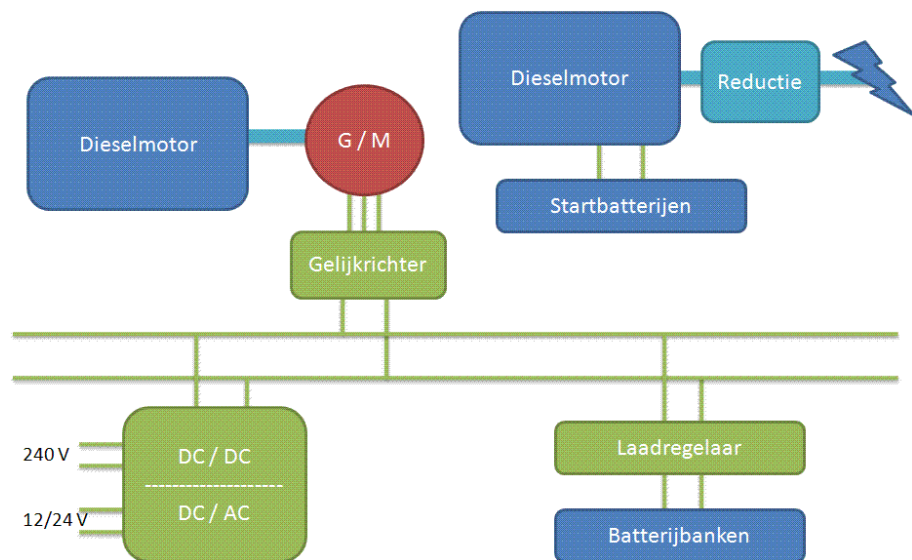 Dieselmotor
Reductie
Dieselmotor
G / M
Startbatterijen
Gelijkrichter
240 V
DC / DC
Laadregelaar
12/24 V
DC / AC
Batterijbanken